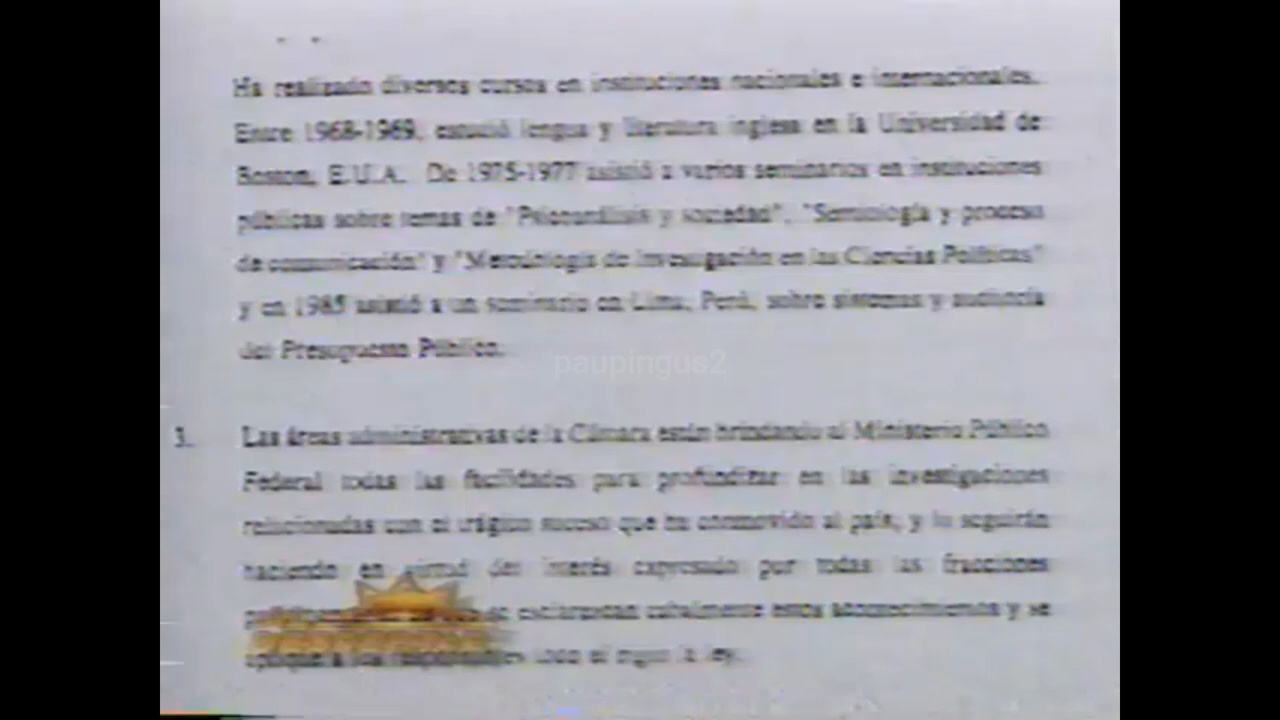 Ha realizado diversos cursos en instituciones nacionales e internacionales.
Entre 1968-1969, estudió lengua y literatura inglesa en la Universidad de
Boston, E.U.A. De 1975-1977 asistió a varios seminarios en instituciones
públicas sobre temas de "Psicoanálisis y sociedad", "Semiología y proceso
de comunicación" y "Metodología de Investigación en las Ciencias Políticas"
y en 1985 asistió a un seminario en Lima, Perú, sobre sistemas y auditoría
del Presupuesto Público.
paupingus2
3. Las áreas administrativas de la Cámara están brindando al Ministerio Público
Federal todas las facilidades para profundizar en las investigaciones
relacionadas con el trágico suceso que ha conmovido al país, y lo seguirán
haciendo en virtud del interés expresado por todas las fracciones
se esclarezcan cabalmente estos acontecimientos y se
aplique a los responsables todo el rigor la ley.